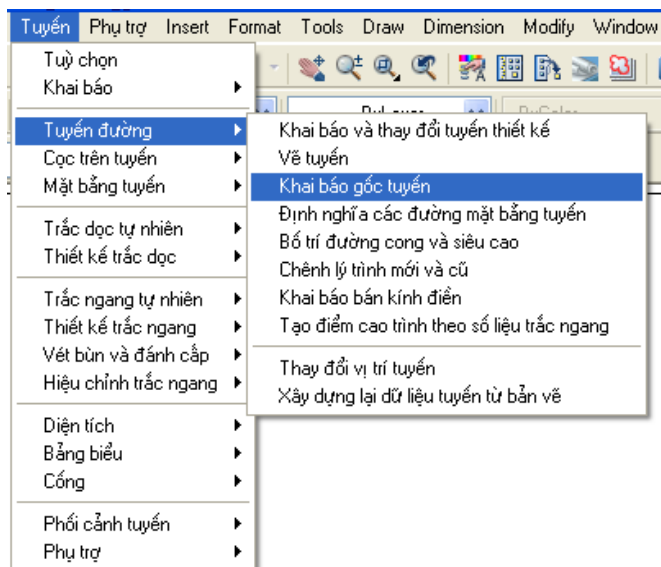 Tuyến Phụ trợ Insert Format Tools Draw Dimension Modify Window
Tuỳ chọn
Khai báo
Tuyến đường
Cọc trên tuyến
Mặt bằng tuyến
Trắc dọc tự nhiên
Thiết kế trắc dọc
Trắc ngang tự nhiên
Thiết kế trắc ngang
Vét bùn và đánh cấp
Hiệu chỉnh trắc ngang
Diện tích
Bảng biểu
Cống
Phối cảnh tuyến
Phụ trợ
ByLayer
ByColor
Khai báo và thay đổi tuyến thiết kế
Vẽ tuyến
Khai báo gốc tuyến
Định nghĩa các đường mặt bằng tuyến
Bố trí đường cong và siêu cao
Chênh lý trình mới và cũ
Khai báo bán kính điền
Tạo điểm cao trình theo số liệu trắc ngang
Thay đổi vị trí tuyến
Xây dựng lại dữ liệu tuyến từ bản vẽ